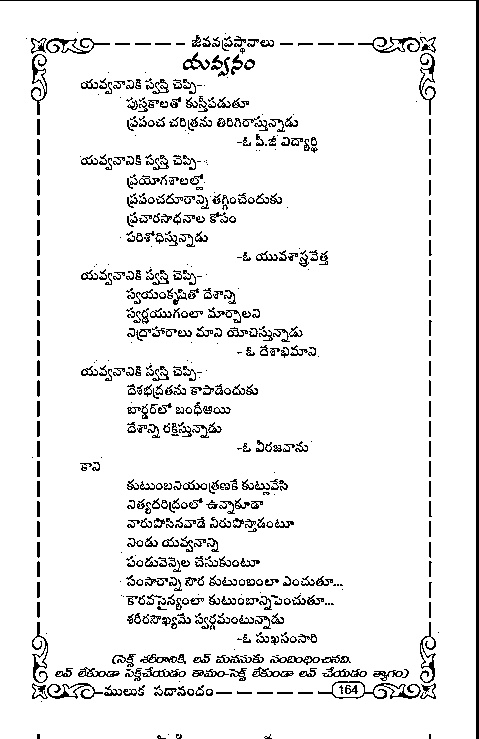 జీవనప్రస్థానాలు
యవ్వనం
యవ్వనానికి స్వస్తి చెప్పి-
పుస్తకాలతో కుస్తీపడుతూ
ప్రపంచ చరిత్రను తిరిగిరాస్తున్నాడు
-ఓ పి.జి విద్యార్థి
యవ్వనానికి స్వస్తి చెప్పి-
ప్రయోగశాలల్లో
ప్రపంచదూరాన్ని తగ్గించేందుకు
ప్రచారసాధనాల కోసం
పరిశోధిస్తున్నాడు
-ఓ యువశాస్త్రవేత్త
యవ్వనానికి స్వస్తి చెప్పి-
స్వయంకృషితో దేశాన్ని
స్వర్ణయుగంలా మార్చాలని
నిద్రాహారాలు మాని యోచిస్తున్నాడు
- ఓ దేశాభిమాని
యవ్వనానికి స్వస్తి చెప్పి-
దేశభద్రతను కాపాడేందుకు
బార్డర్‌లో బందీఆయి
దేశాన్ని రక్షిస్తున్నాడు
-ఓ వీరజవాను
కాని
కుటుంబనియంత్రణకే కుట్లువేసి
నిత్యదరిద్రంలో ఉన్నాకూడా
నారుపోసినవాడే నీరుపోస్తాడంటూ
నిండు యవ్వనాన్ని
పండువెన్నెల చేసుకుంటూ
సంసారాన్ని సౌర కుటుంబంలా ఎంచుతూ...
కౌరవసైన్యంలా కుటుంబాన్నిపెంచుతూ...
శరీరసౌఖ్యమే స్వర్గమంటున్నాడు
-ఓ సుఖసంసారి
(సెక్స్ శరీరానికి, లవ్ మనసుకు సంబంధించినవి.
లవ్ లేకుండా సెక్స్‌చేయడం కామం-సెక్స్ లేకుండా లవ్ చేయడం త్యాగం)
ములుక సదానందం
164